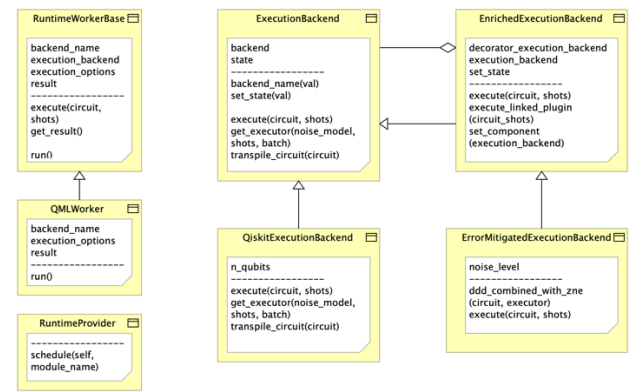 RuntimeWorkerBase
backend_name
execution_backend
execution_options
result
-----------------
execute(circuit,
shots)
get_result()
run()
QMLWorker
backend_name
execution_options
result
-----------------
run()
RuntimeProvider
-----------------
schedule(self,
module_name)
ExecutionBackend
backend
state
-----------------
backend_name(val)
set_state(val)
execute(circuit, shots)
get_executor(noise_model,
shots, batch)
transpile_circuit(circuit)
QiskitExecutionBackend
n_qubits
-----------------
execute(circuit, shots)
get_executor(noise_model,
shots, batch)
transpile_circuit(circuit)
EnrichedExecutionBackend
decorator_execution_backend
execution_backend
set_state
-----------------
execute(circuit, shots)
execute_linked_plugin
(circuit_shots)
set_component
(execution_backend)
ErrorMitigatedExecutionBackend
noise_level
-----------------
ddd_combined_with_zne
(circuit, executor)
execute(circuit, shots)